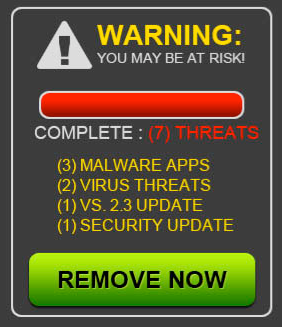 WARNING:
YOU MAY BE AT RISK!
COMPLETE : (7) THREATS
(3) MALWARE APPS
(2) VIRUS THREATS
(1) VS. 2.3 UPDATE
(1) SECURITY UPDATE
REMOVE NOW